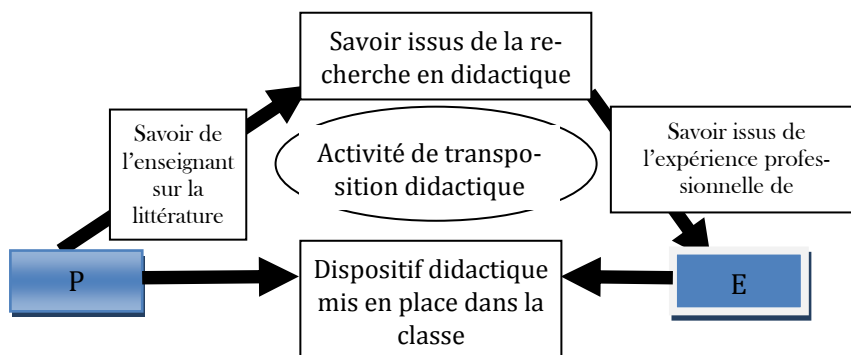 Savoir issus de la re-
cherche en didactique
Savoir de
l'enseignant
sur la
littérature
Activité de transpo-
sition didactique
Savoir issus de
l'expérience profes-
sionnelle de
P
Dispositif didactique
mis en place dans la
classe
E